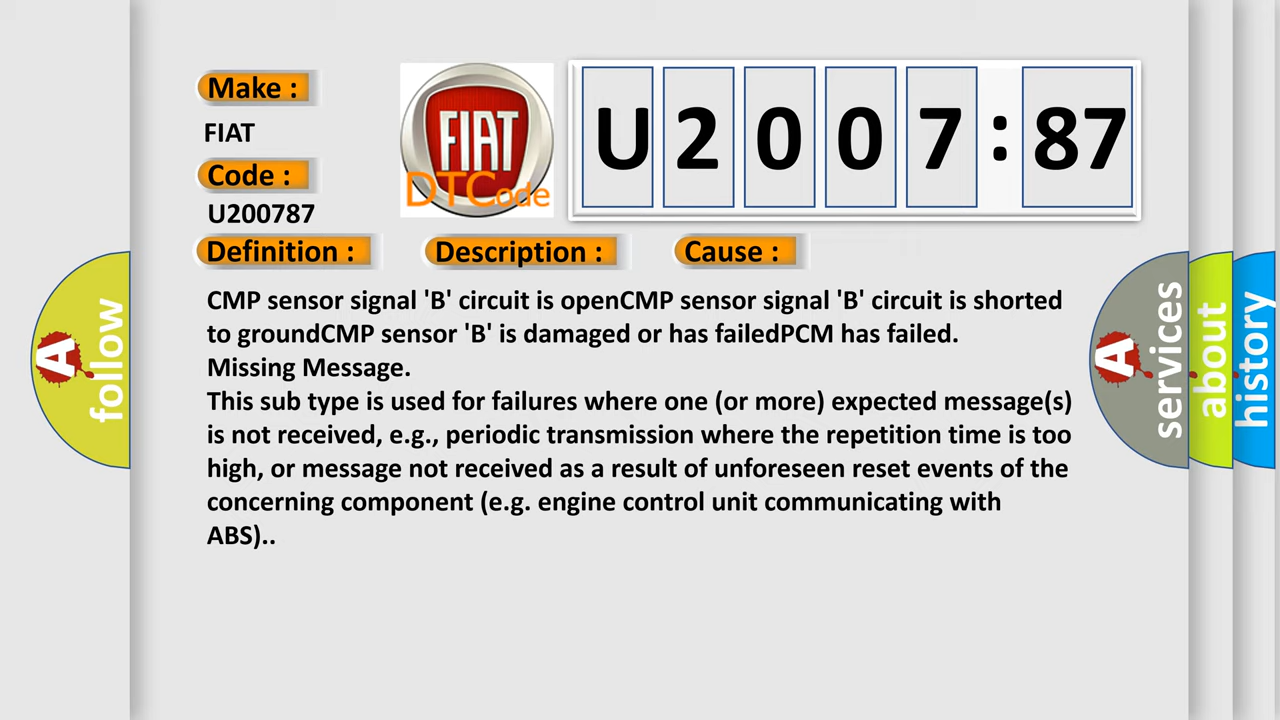 Make :
FIAT
Code :
U200787
FIAT
DTCode
U2007:87
Definition :
Description :
Cause :
CMP sensor signal 'B' circuit is openCMP sensor signal 'B' circuit is shorted
to groundCMP sensor 'B' is damaged or has failedPCM has failed.
Missing Message.
This sub type is used for failures where one (or more) expected message(s)
is not received, e.g., periodic transmission where the repetition time is too
high, or message not received as a result of unforeseen reset events of the
concerning component (e.g. engine control unit communicating with
ABS)..
A
follow
A
services
about
history